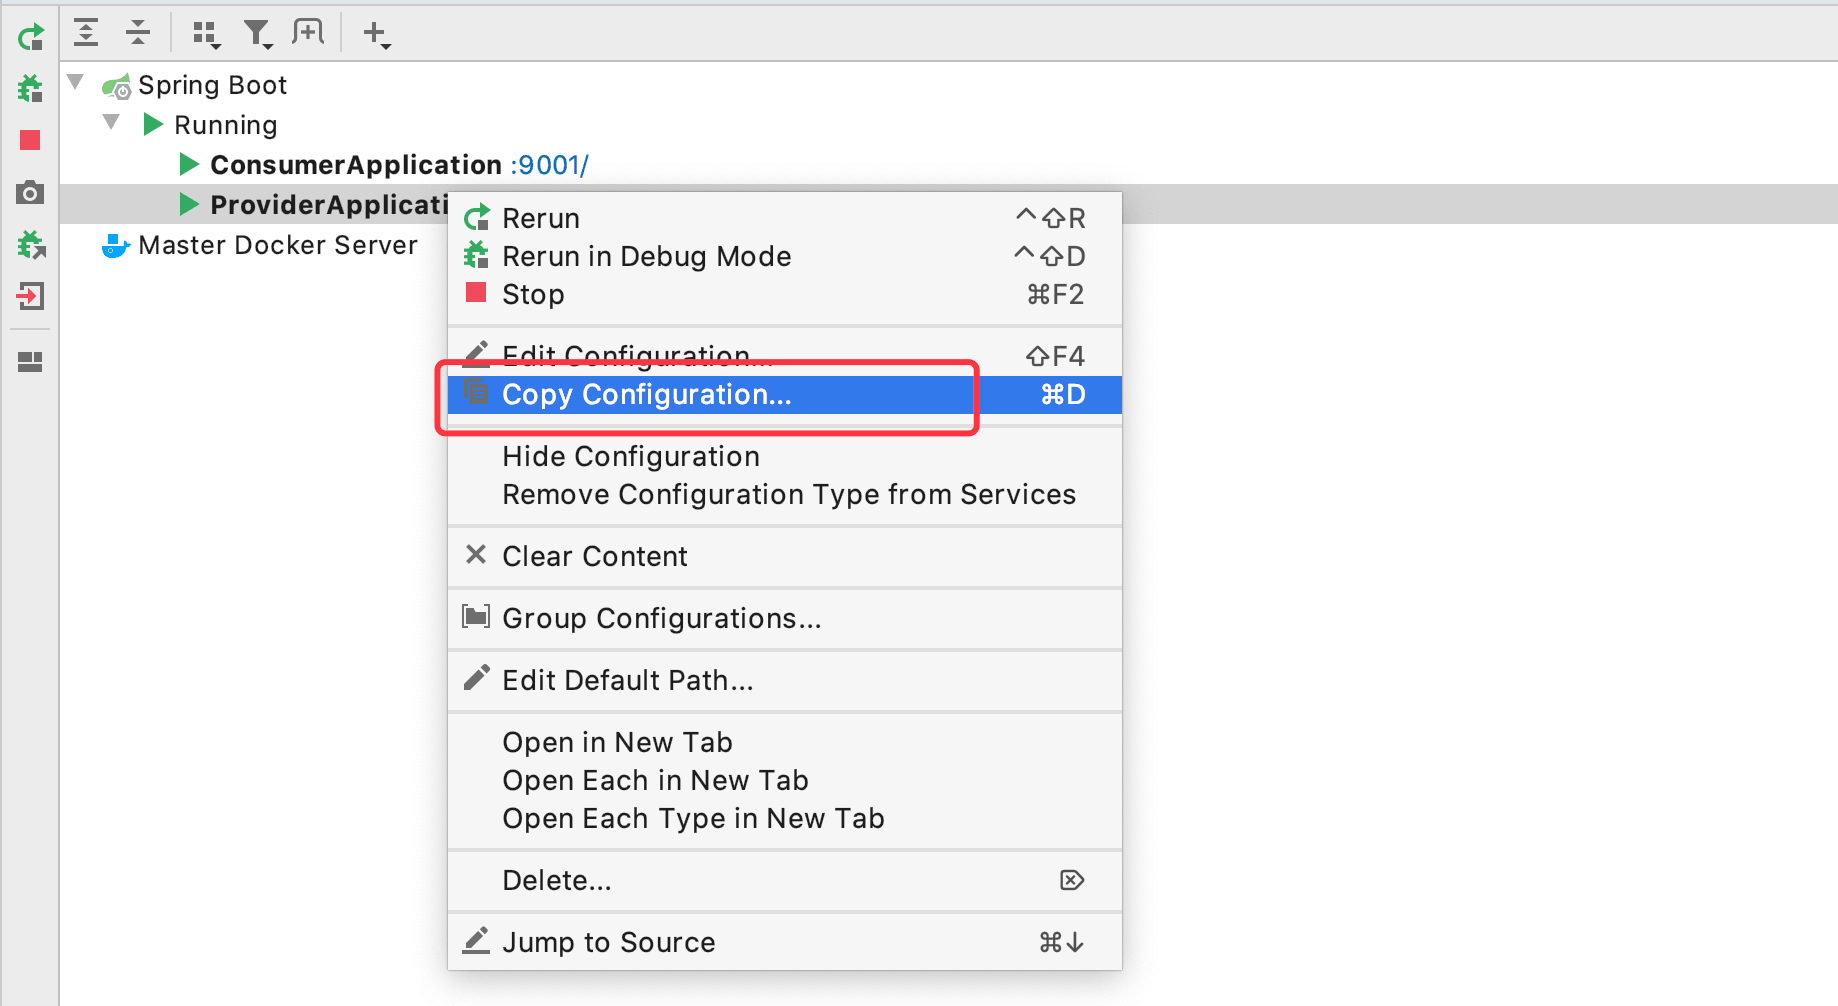 Spring Boot
Running
ConsumerApplication :9001/
ProviderApplicati
Master Docker Server
Rerun ⌃⇧R
Rerun in Debug Mode ⌃⇧D
Stop ⌘F2
Edit Configuration... ⇧F4
Copy Configuration... ⌘D
Hide Configuration
Remove Configuration Type from Services
Clear Content
Group Configurations...
Edit Default Path...
Open in New Tab
Open Each in New Tab
Open Each Type in New Tab
Delete... ⌦
Jump to Source ⌘↓